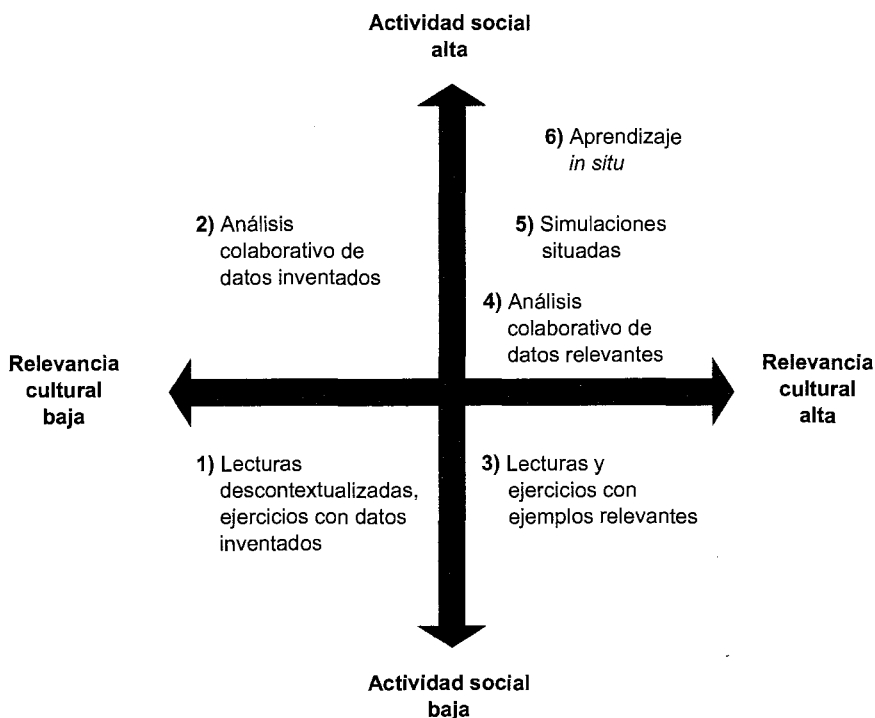 Actividad social
alta
6) Aprendizaje
in situ
2) Análisis
colaborativo de
datos inventados
5) Simulaciones
situadas
4) Análisis
colaborativo de
datos relevantes
Relevancia
cultural
baja
Relevancia
cultural
alta
1) Lecturas
descontextualizadas,
ejercicios con datos
inventados
3) Lecturas y
ejercicios con
ejemplos relevantes
Actividad social
baja